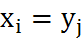 xᵢ = yⱼ